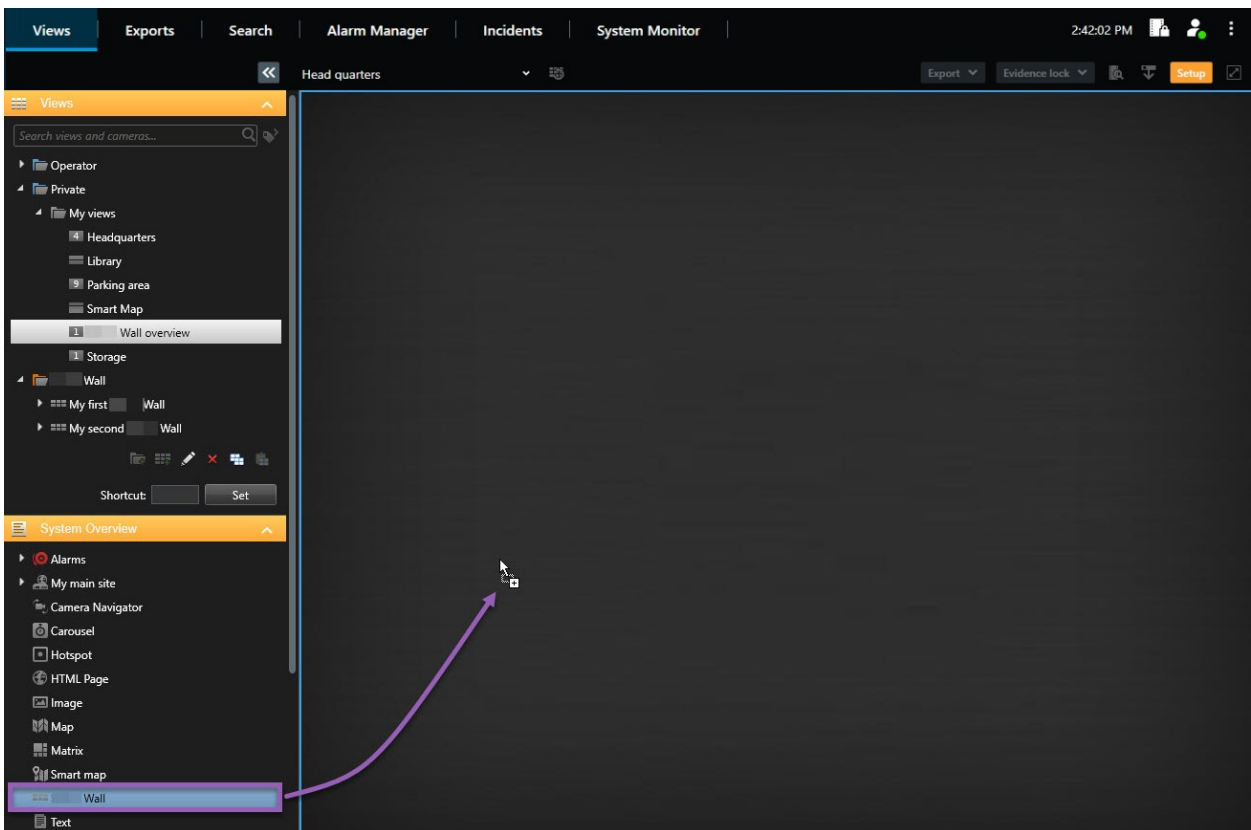 Views Exports Search Alarm Manager Incidents System Monitor 2:42:02 PM
Head quarters Export Evidence lock Setup
Views
Search views and cameras...
Operator
Private
My views
4 Headquarters
Library
9 Parking area
Smart Map
1 Wall overview
1 Storage
Wall
My first Wall
My second Wall
Shortcut: Set
System Overview
Alarms
My main site
Camera Navigator
Carousel
Hotspot
HTML Page
Image
Map
Matrix
Smart map
Wall
Text